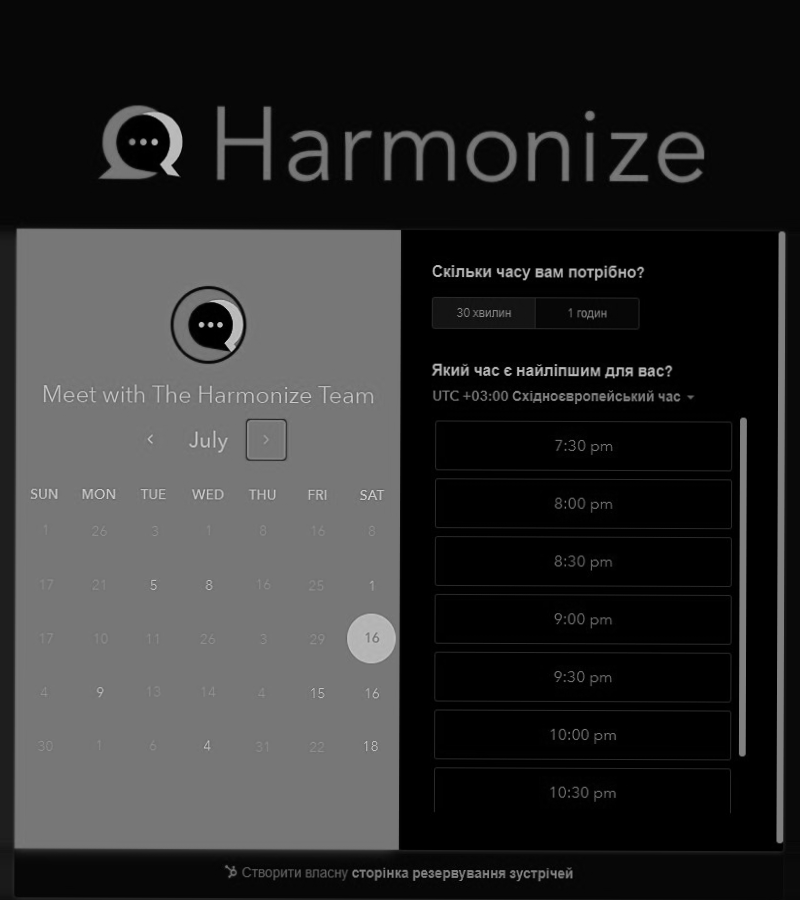 Harmonize
Meet with The Harmonize Team
July
SUN MON TUE WED THU FRI SAT
1 26 3 1 8 16 8
17 21 5 8 16 25 1
17 10 11 26 3 29 16
4 9 13 14 4 15 16
30 1 6 4 31 22 18
Скільки часу вам потрібно?
30 хвилин 1 годин
Який час є найліпшим для вас?
UTC +03:00 Східноєвропейський час
7:30 pm
8:00 pm
8:30 pm
9:00 pm
9:30 pm
10:00 pm
10:30 pm
Створити власну сторінка резервування зустрічей